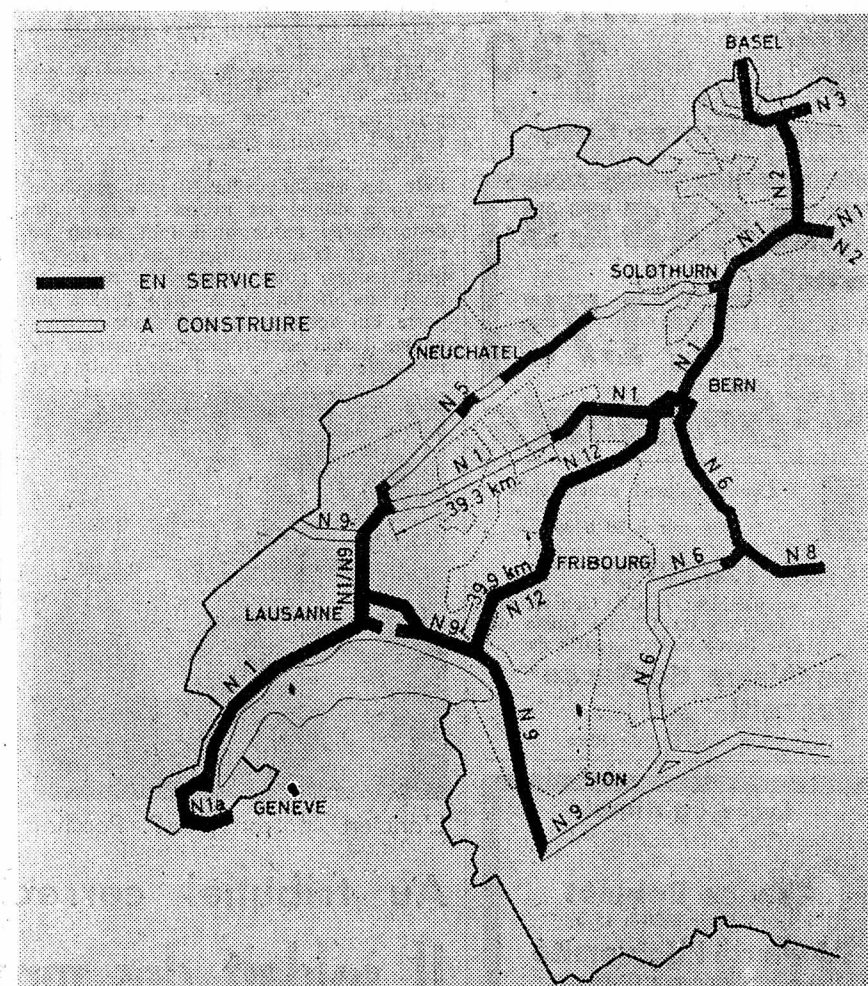 BASEL
N 3
N 2
N 1
N 1
N 2
SOLOTHURN
EN SERVICE
A CONSTRUIRE
NEUCHATEL
N 1
N 5
BERN
N 1
N 1
N 12
39.3 km
N 6
N 9
N1/N9
FRIBOURG
N 6
N 8
39.9 km
LAUSANNE
N 9
N 12
N 1
N 6
N 9
SION
N1a
GENEVE
N 9